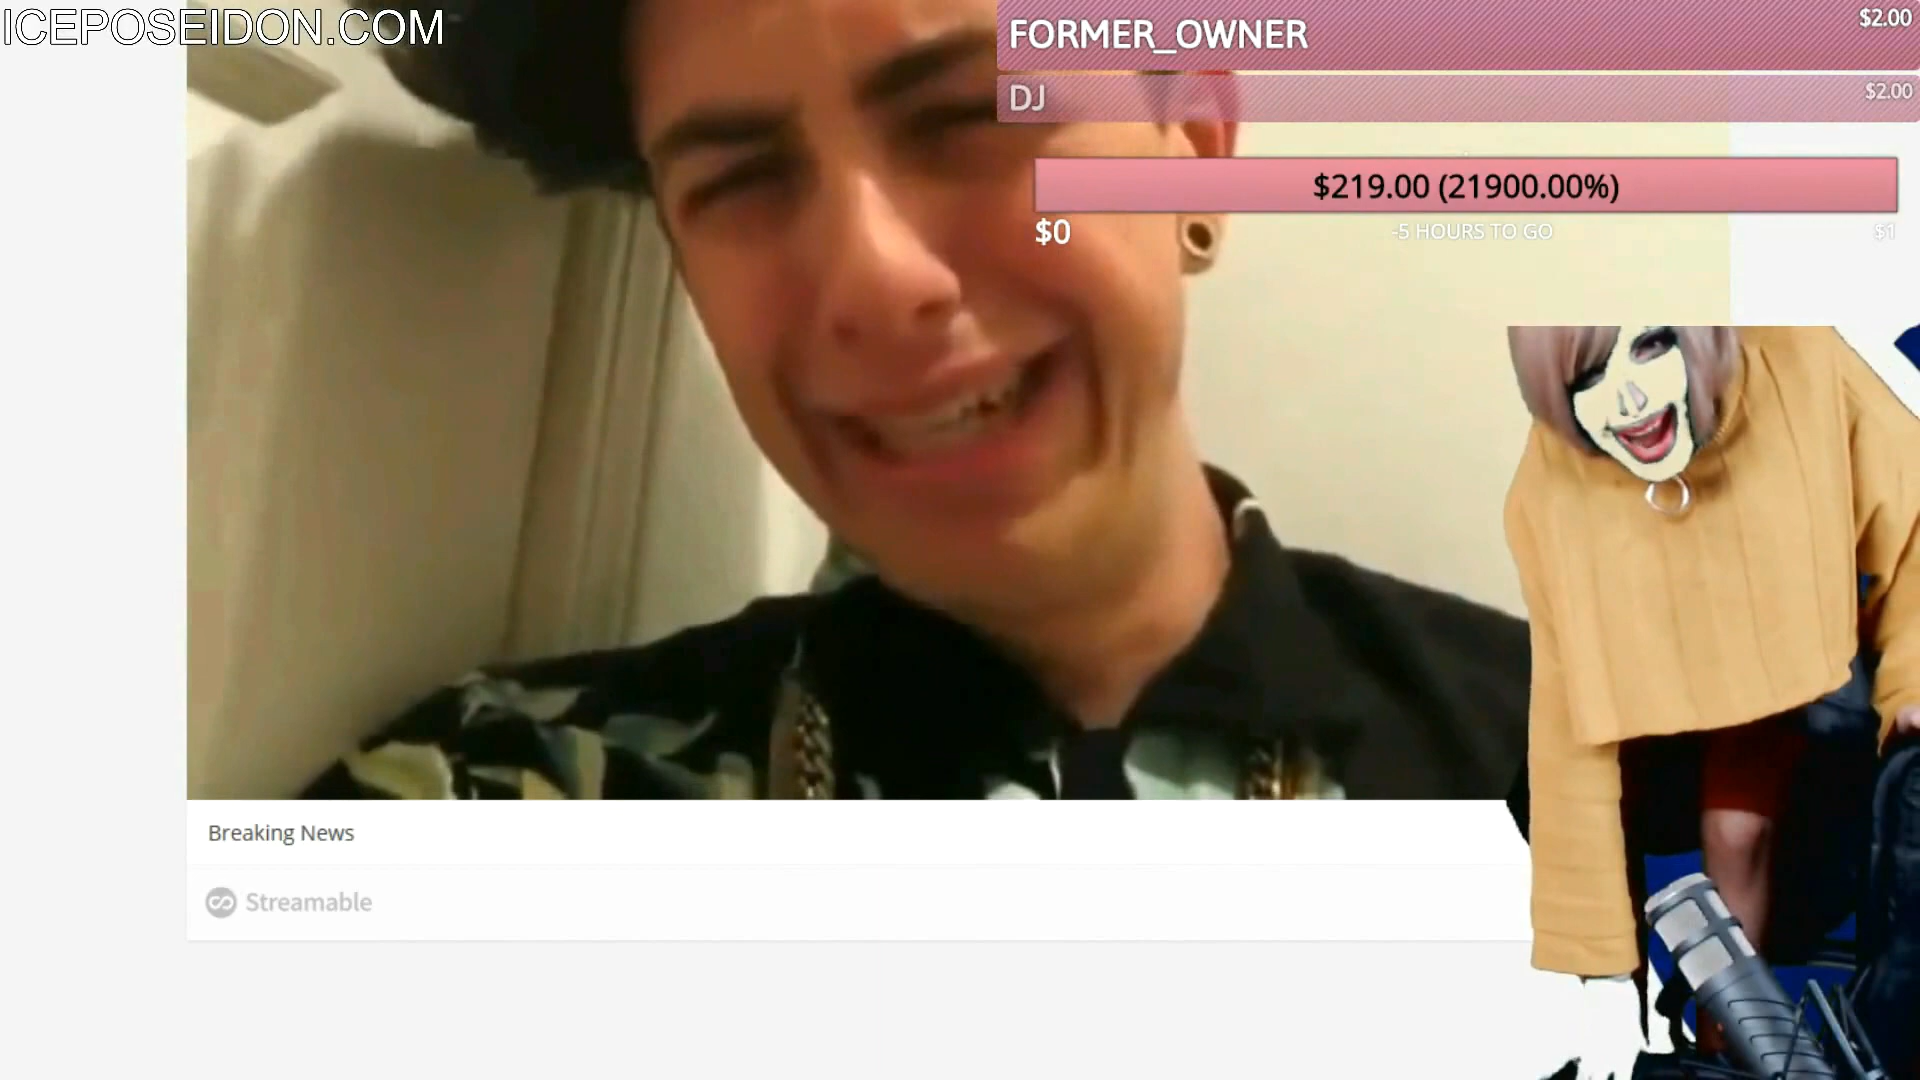 ICEPOSEIDON.COM
FORMER_OWNER $2.00
DJ $2.00
$219.00 (21900.00%)
$0 -5 HOURS TO GO $1
Breaking News
Streamable